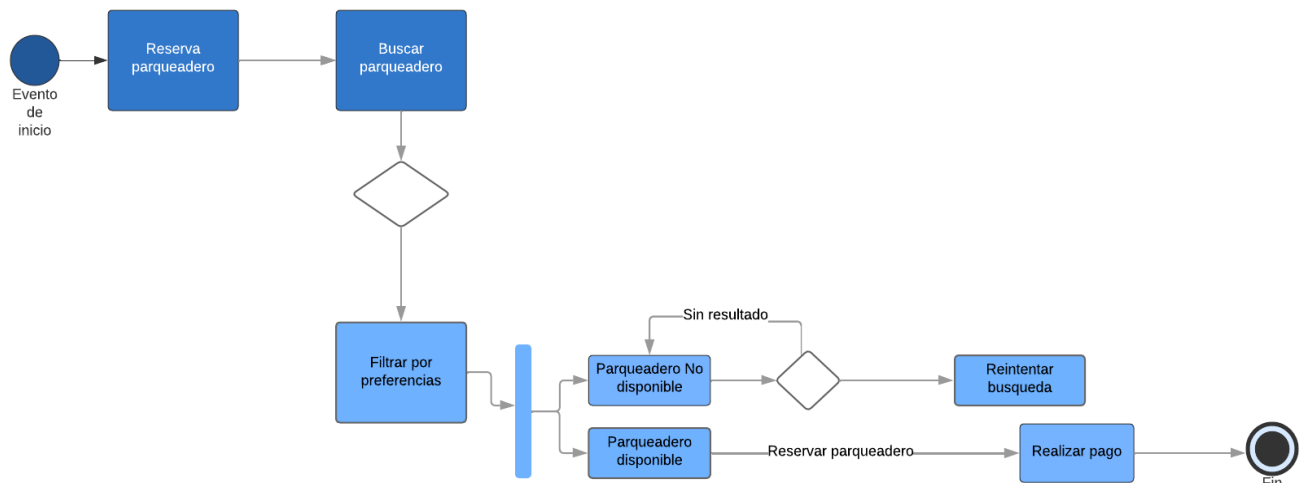 Reserva
parqueadero
Buscar
parqueadero
Evento
de
inicio
Filtrar por
preferencias
Sin resultado
Parqueadero No
disponible
Reintentar
busqueda
Parqueadero
disponible
Reservar parqueadero
Realizar pago
Fin